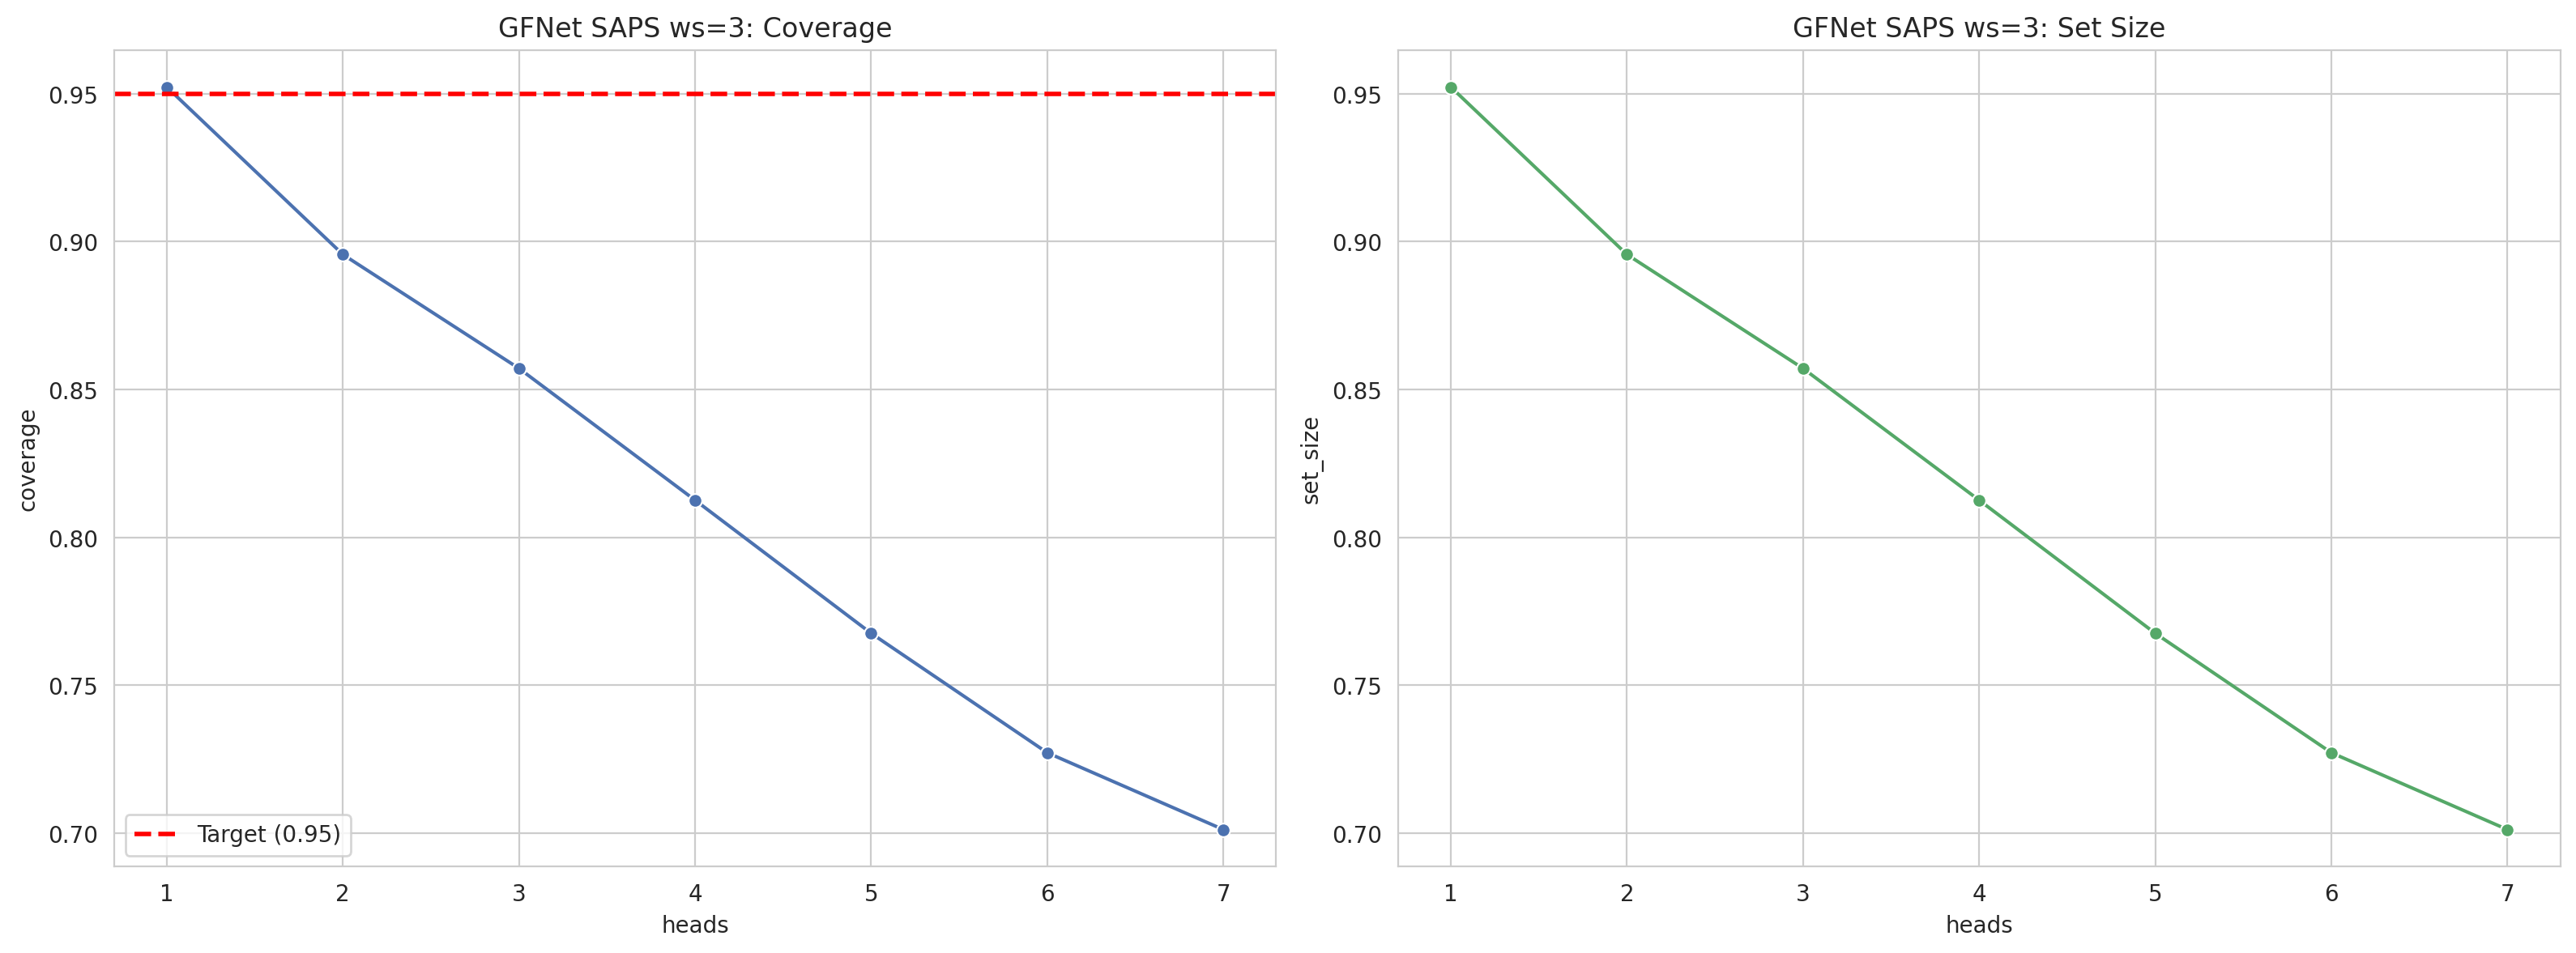 GFNet SAPS ws=3: Coverage
coverage
0.95
0.90
0.85
0.80
0.75
0.70
Target (0.95)
1 2 3 4 5 6 7
heads
GFNet SAPS ws=3: Set Size
set_size
0.95
0.90
0.85
0.80
0.75
0.70
1 2 3 4 5 6 7
heads